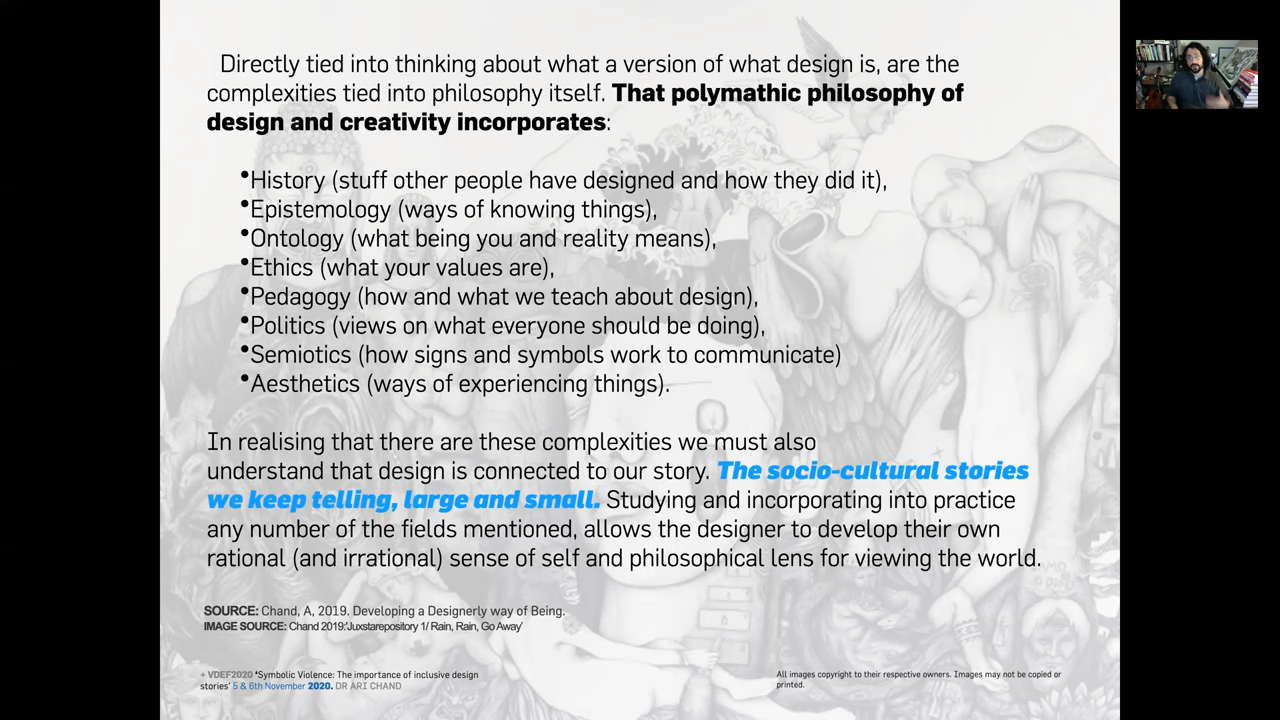 Directly tied into thinking about what a version of what design is, are the
complexities tied into philosophy itself. That polymathic philosophy of
design and creativity incorporates:
•History (stuff other people have designed and how they did it),
•Epistemology (ways of knowing things),
•Ontology (what being you and reality means),
•Ethics (what your values are),
•Pedagogy (how and what we teach about design),
•Politics (views on what everyone should be doing),
•Semiotics (how signs and symbols work to communicate)
•Aesthetics (ways of experiencing things).
In realising that there are these complexities we must also
understand that design is connected to our story. The socio-cultural stories
we keep telling, large and small. Studying and incorporating into practice
any number of the fields mentioned, allows the designer to develop their own
rational (and irrational) sense of self and philosophical lens for viewing the world.
SOURCE: Chand, A, 2019. Developing a Designerly way of Being.
IMAGE SOURCE: Chand 2019:'Juxstarepository 1/ Rain, Rain, Go Away'
+ VDEF2020 *Symbolic Violence: The importance of inclusive design
stories' 5 & 6th November 2020. DR ARI CHAND
All images copyright to their respective owners. *Images may not be copied or
printed.